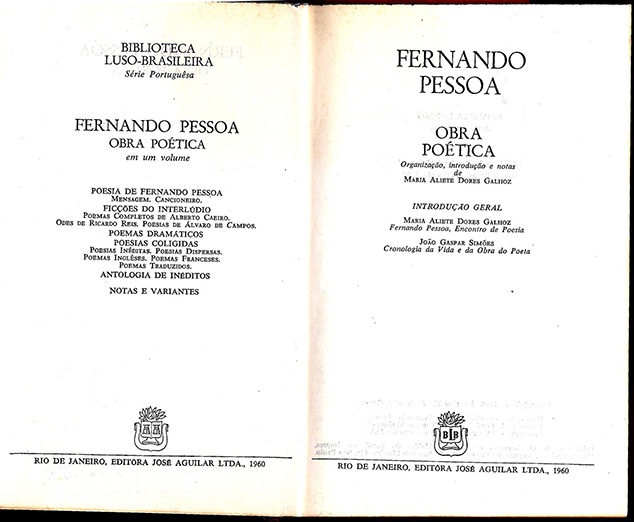 BIBLIOTECA
LUSO-BRASILEIRA
Série Portuguêsa
FERNANDO PESSOA
OBRA POÉTICA
em um volume
POESIA DE FERNANDO PESSOA
MENSAGEM. CANCIONEIRO.
FICÇÕES DO INTERLÚDIO
POEMAS COMPLETOS DE ALBERTO CAEIRO.
ODES DE RICARDO REIS. POESIAS DE ÁLVARO DE CAMPOS.
POEMAS DRAMÁTICOS
POESIAS COLIGIDAS
POESIAS INÉDITAS. POESIAS DISPERSAS.
POEMAS INGLÊSES. POEMAS FRANCESES.
POEMAS TRADUZIDOS.
ANTOLOGIA DE INÉDITOS
NOTAS E VARIANTES
RIO DE JANEIRO, EDITÔRA JOSÉ AGUILAR LTDA., 1960
FERNANDO
PESSOA
OBRA
POÉTICA
Organização, introdução e notas
de
MARIA ALIETE DORES GALHOZ
INTRODUÇÃO GERAL
MARIA ALIETE DORES GALHOZ
Fernando Pessoa, Encontro de Poesia
JOÃO GASPAR SIMÕES
Cronologia da Vida e da Obra do Poeta
BLB
RIO DE JANEIRO, EDITÔRA JOSÉ AGUILAR LTDA., 1960